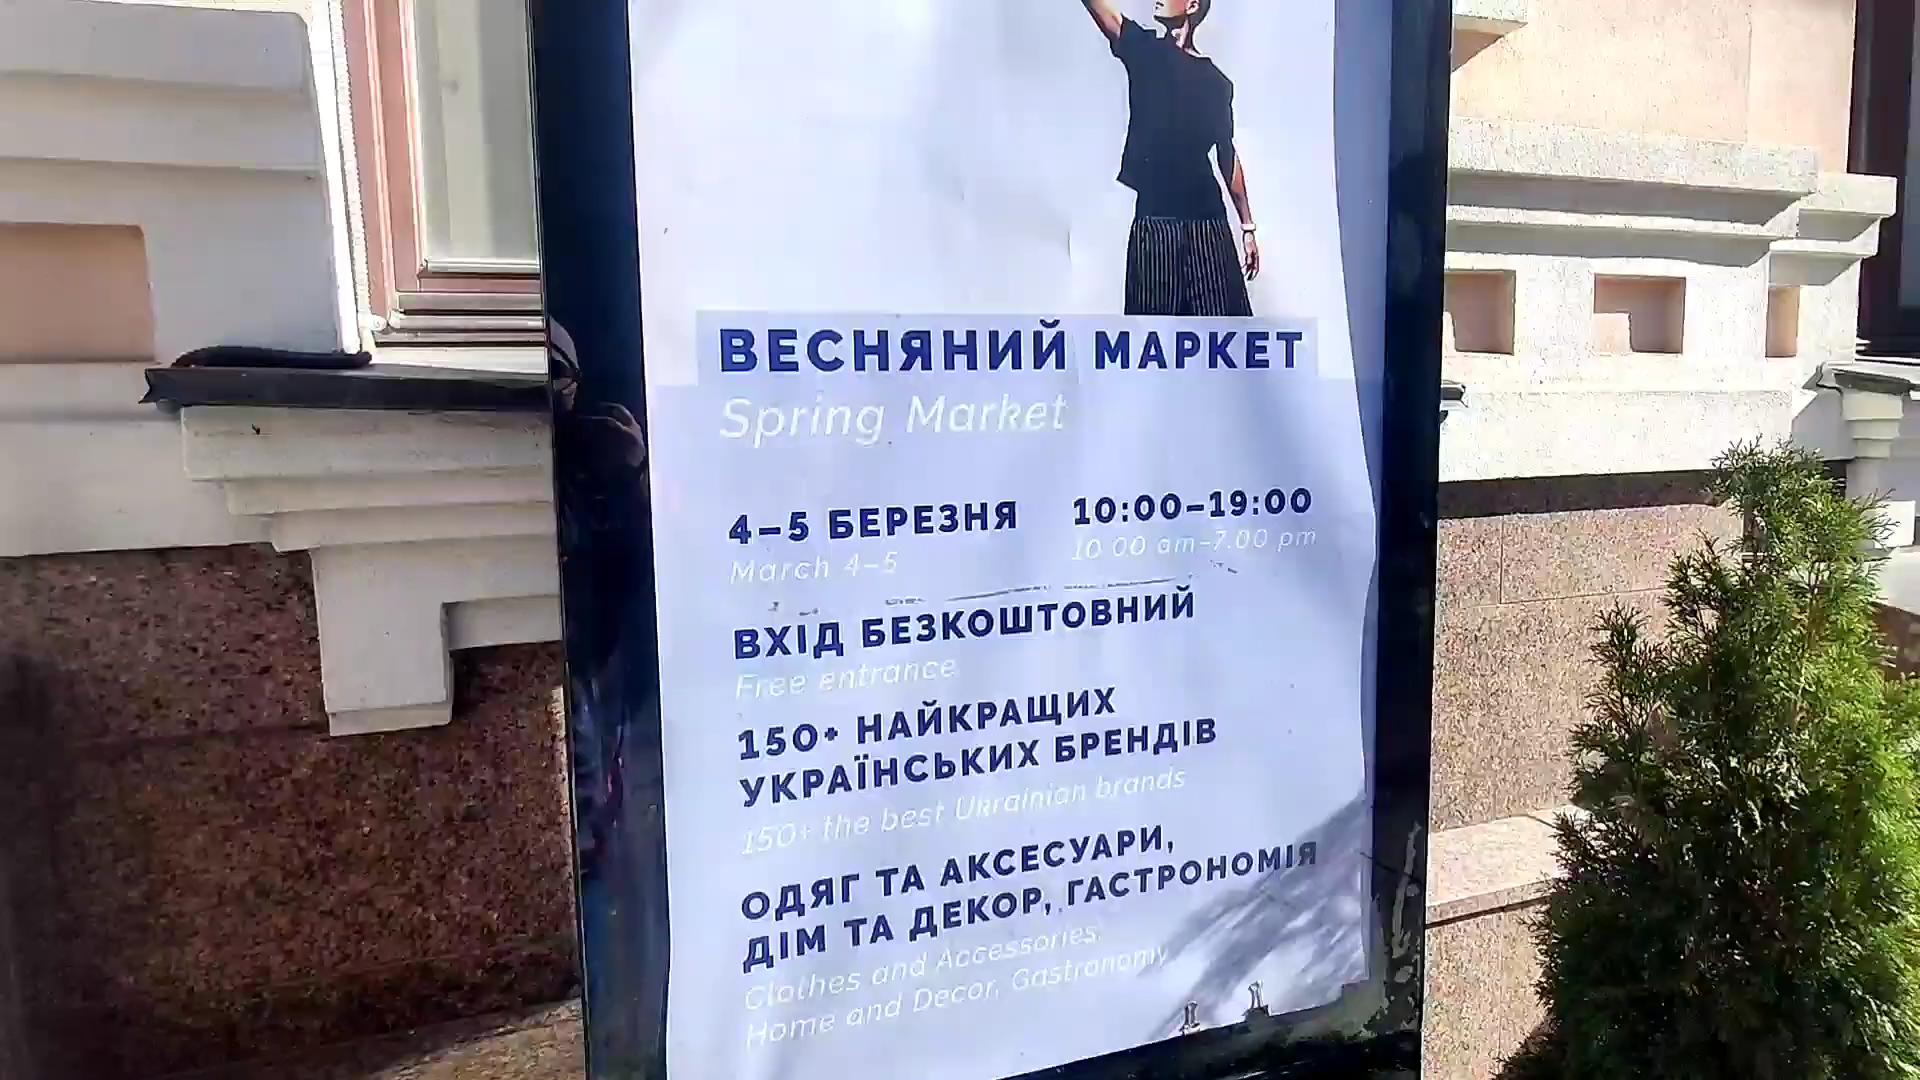 ВЕСНЯНИЙ МАРКЕТ
Spring Market
4–5 БЕРЕЗНЯ 10:00–19:00
March 4–5 10.00 am–7.00 pm
ВХІД БЕЗКОШТОВНИЙ
Free entrance
150+ НАЙКРАЩИХ
УКРАЇНСЬКИХ БРЕНДІВ
150+ the best Ukrainian brands
ОДЯГ ТА АКСЕСУАРИ,
ДІМ ТА ДЕКОР, ГАСТРОНОМІЯ
Clothes and Accessories,
Home and Decor, Gastronomy